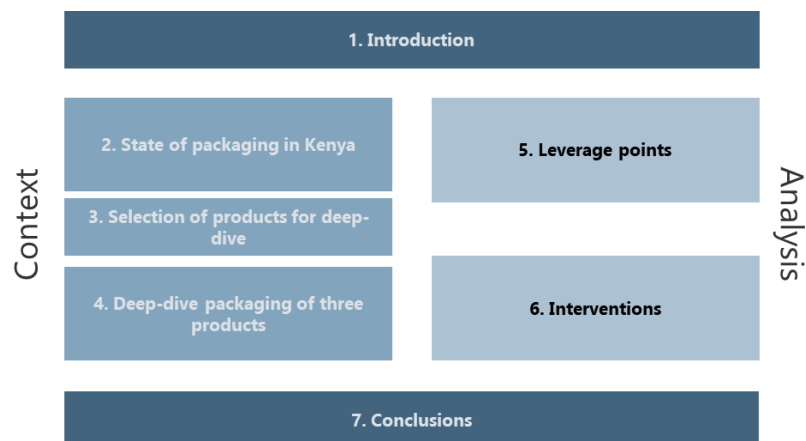 1. Introduction
Context
2. State of packaging in Kenya
3. Selection of products for deep-
dive
4. Deep-dive packaging of three
products
5. Leverage points
6. Interventions
Analysis
7. Conclusions